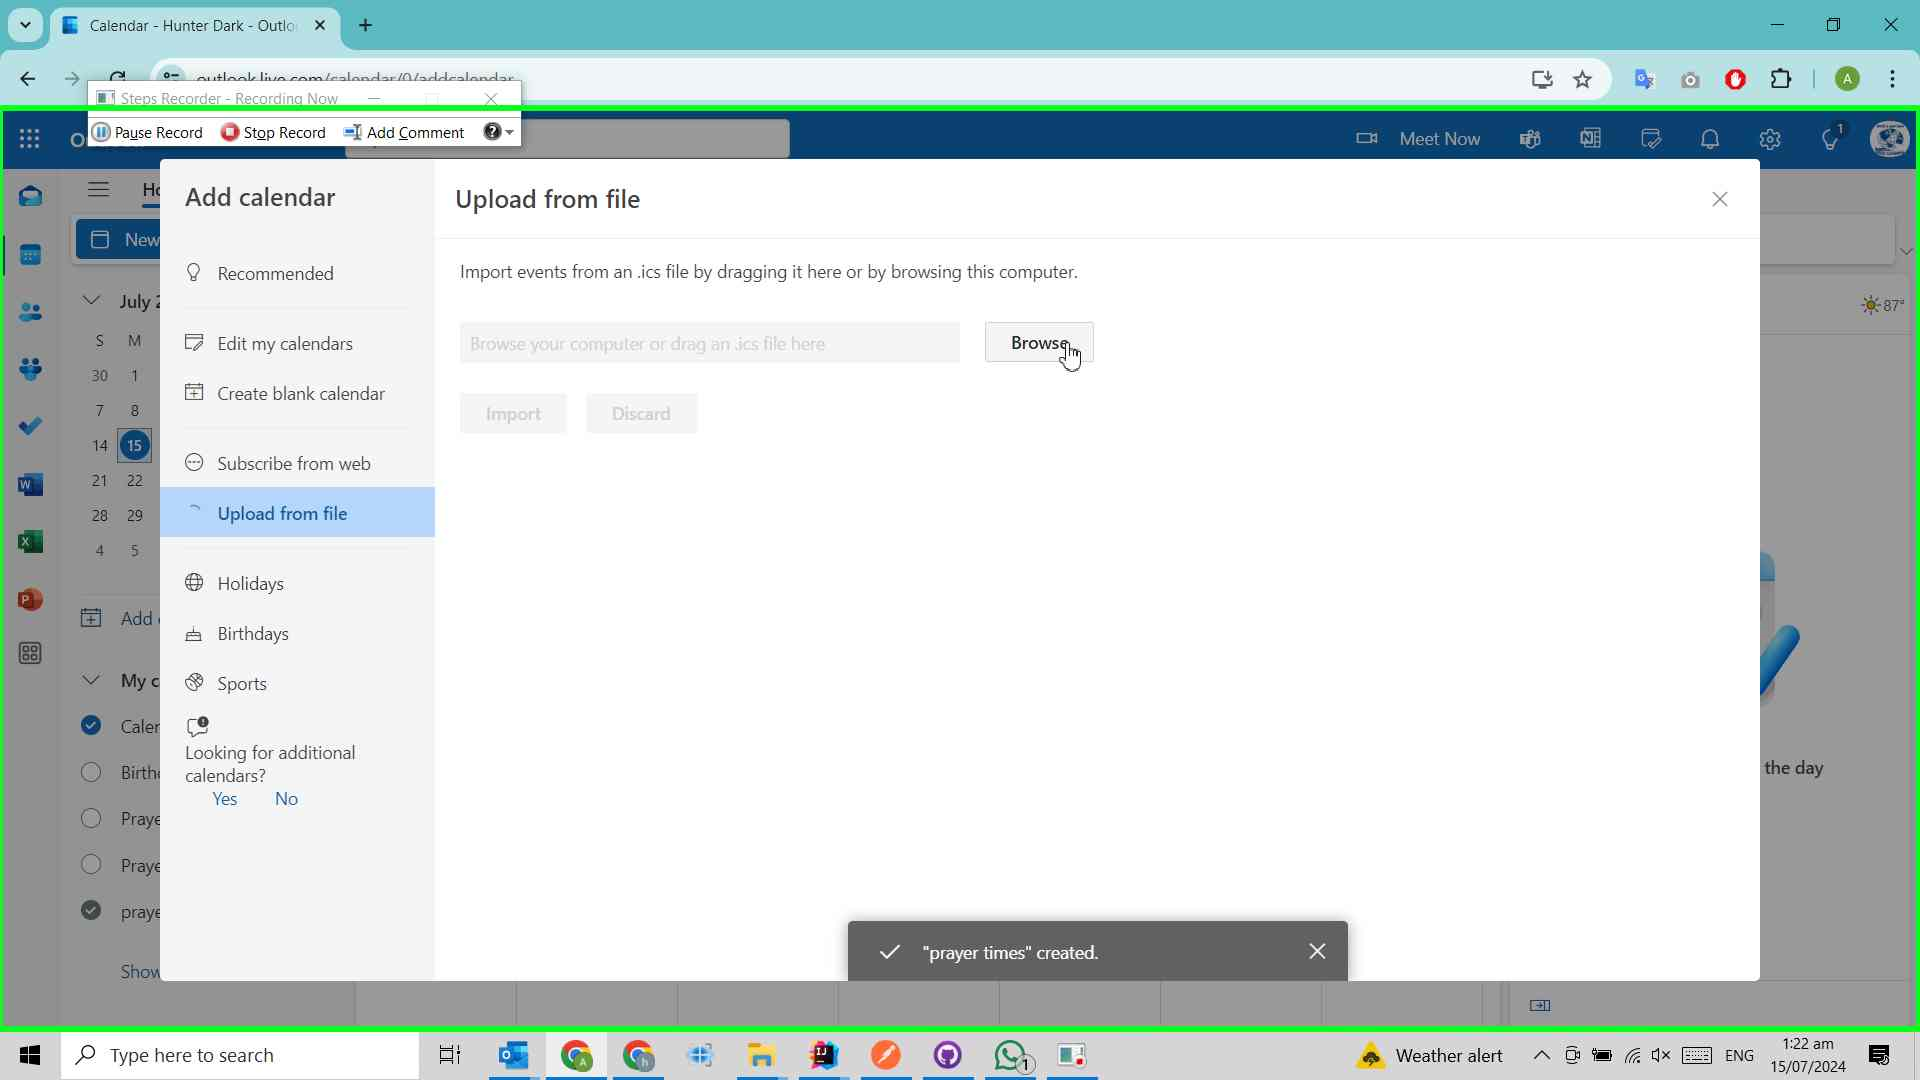 Calendar - Hunter Dark - Outlo
outlook.live.com/calendar/0/addcalendar
A
Steps Recorder - Recording Now
Pause Record
Stop Record
Add Comment
Meet Now
1
Add calendar
Upload from file
Ho
New
Recommended
Import events from an .ics file by dragging it here or by browsing this computer.
July 2
87°
S M
Edit my calendars
Browse your computer or drag an .ics file here
Browse
30 1
Create blank calendar
7 8
Import
Discard
14 15
Subscribe from web
21 22
28 29
Upload from file
4 5
Holidays
Add
Birthdays
My c
Sports
Calen
Looking for additional
calendars?
Birth
the day
Yes
No
Praye
Praye
praye
"prayer times" created.
Show
Type here to search
1
Weather alert
ENG
1:22 am
15/07/2024